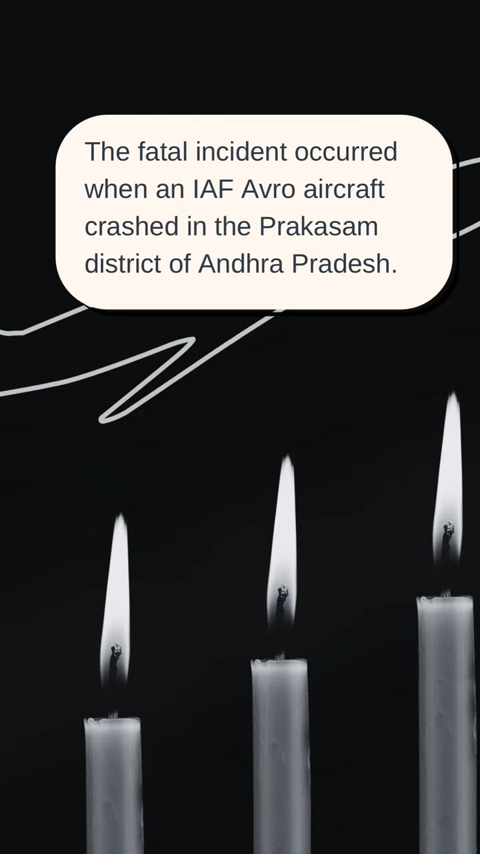 The fatal incident occurred
when an IAF Avro aircraft
crashed in the Prakasam
district of Andhra Pradesh.